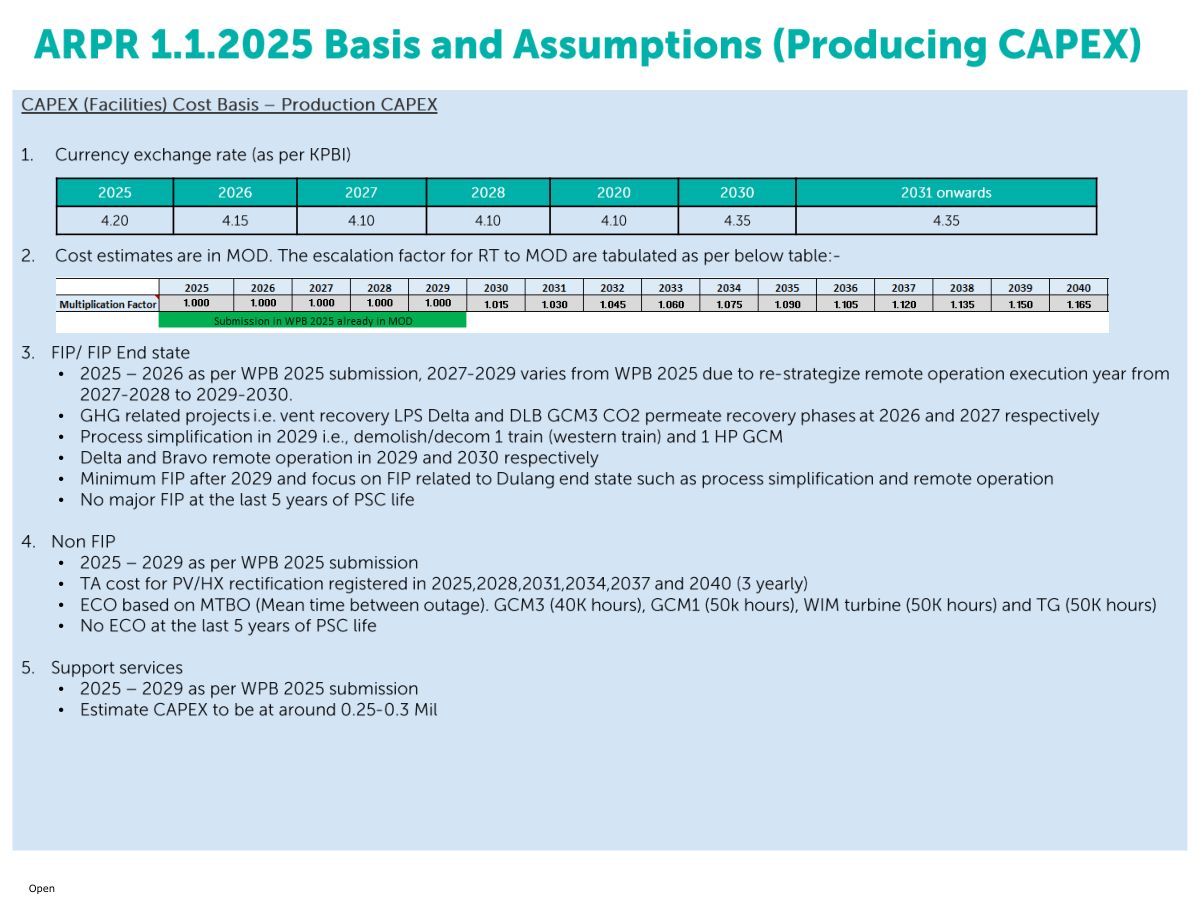 ARPR 1.1.2025 Basis and Assumptions (Producing CAPEX)
CAPEX (Facilities) Cost Basis – Production CAPEX
1. Currency exchange rate (as per KPBI)
2025 2026 2027 2028 2020 2030 2031 onwards
4.20 4.15 4.10 4.10 4.10 4.35 4.35
2. Cost estimates are in MOD. The escalation factor for RT to MOD are tabulated as per below table:-
2025 2026 2027 2028 2029 2030 2031 2032 2033 2034 2035 2036 2037 2038 2039 2040
Multiplication Factor 1.000 1.000 1.000 1.000 1.000 1.015 1.030 1.045 1.060 1.075 1.090 1.105 1.120 1.135 1.150 1.165
Submission in WPB 2025 already in MOD
3. FIP/ FIP End state
• 2025 – 2026 as per WPB 2025 submission, 2027-2029 varies from WPB 2025 due to re-strategize remote operation execution year from
2027-2028 to 2029-2030.
• GHG related projects i.e. vent recovery LPS Delta and DLB GCM3 CO2 permeate recovery phases at 2026 and 2027 respectively
• Process simplification in 2029 i.e., demolish/decom 1 train (western train) and 1 HP GCM
• Delta and Bravo remote operation in 2029 and 2030 respectively
• Minimum FIP after 2029 and focus on FIP related to Dulang end state such as process simplification and remote operation
• No major FIP at the last 5 years of PSC life
4. Non FIP
• 2025 – 2029 as per WPB 2025 submission
• TA cost for PV/HX rectification registered in 2025,2028,2031,2034,2037 and 2040 (3 yearly)
• ECO based on MTBO (Mean time between outage). GCM3 (40K hours), GCM1 (50k hours), WIM turbine (50K hours) and TG (50K hours)
• No ECO at the last 5 years of PSC life
5. Support services
• 2025 – 2029 as per WPB 2025 submission
• Estimate CAPEX to be at around 0.25-0.3 Mil
Open